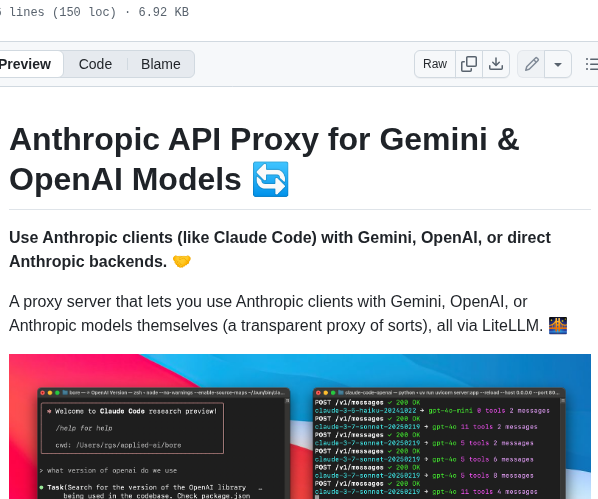 lines (150 loc) · 6.92 KB
Preview Code Blame Raw
Anthropic API Proxy for Gemini &
OpenAI Models 🔄
Use Anthropic clients (like Claude Code) with Gemini, OpenAI, or direct
Anthropic backends. 🤝
A proxy server that lets you use Anthropic clients with Gemini, OpenAI, or
Anthropic models themselves (a transparent proxy of sorts), all via LiteLLM. 🌉
✻ Welcome to Claude Code research preview!
/help for help
cwd: /Users/rgs/applied-ai/bore
> what version of openai do we use
● Task(Search for the version of the OpenAI library …
being used in the codebase. Check package.json
POST /v1/messages ✓ 200 OK
claude-3-6-haiku-20241022 → gpt-4o-mini 0 tools 2 messages
POST /v1/messages ✓ 200 OK
claude-3-7-sonnet-20250219 → gpt-4o 11 tools 2 messages
POST /v1/messages ✓ 200 OK
claude-3-7-sonnet-20250219 → gpt-4o 5 tools 2 messages
POST /v1/messages ✓ 200 OK
claude-3-7-sonnet-20250219 → gpt-4o 5 tools 6 messages
POST /v1/messages ✓ 200 OK
claude-3-7-sonnet-20250219 → gpt-4o 5 tools 8 messages
POST /v1/messages ✓ 200 OK
claude-3-7-sonnet-20250219 → gpt-4o 11 tools 4 messages